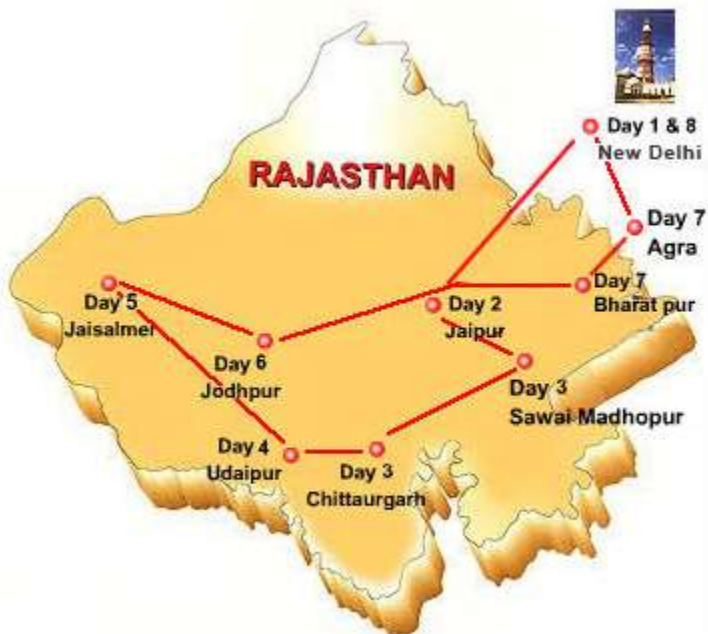 Day 1 & 8
New Delhi
RAJASTHAN
Day 7
Agra
Day 5
Jaisalmer
Day 2
Jaipur
Day 7
Bharat pur
Day 6
Jodhpur
Day 3
Sawai Madhopur
Day 4
Udaipur
Day 3
Chittaurgarh